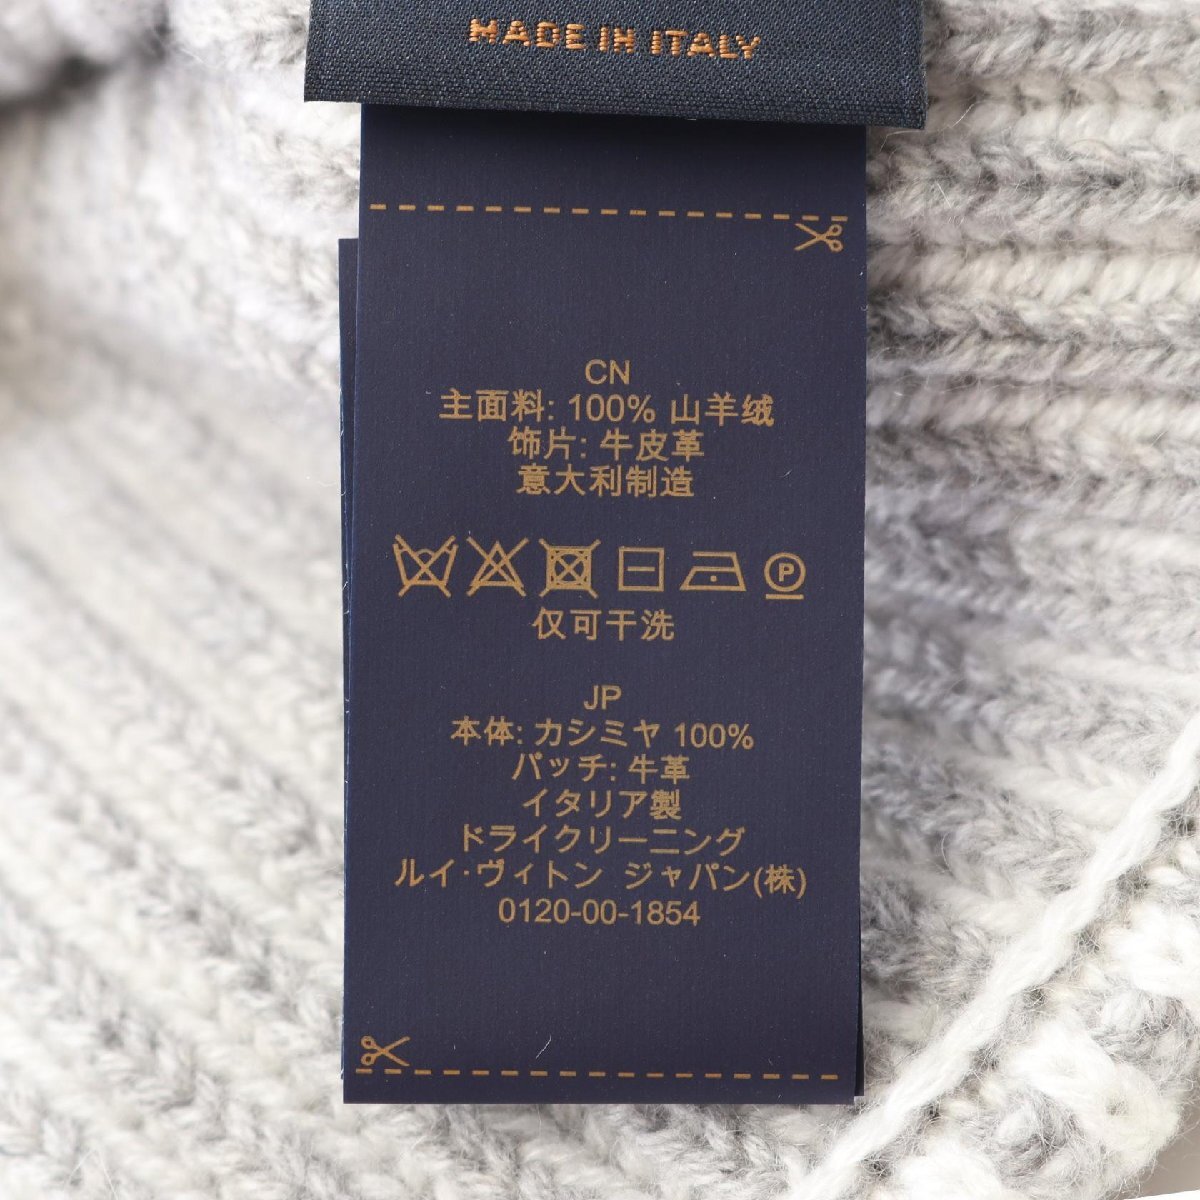 MADE IN ITALY
CN
主面料: 100% 山羊绒
饰片: 牛皮革
意大利制造
P
仅可干洗
JP
本体: カシミヤ 100%
パッチ: 牛革
イタリア製
ドライクリーニング
ルイ·ヴィトン ジャパン(株)
0120-00-1854